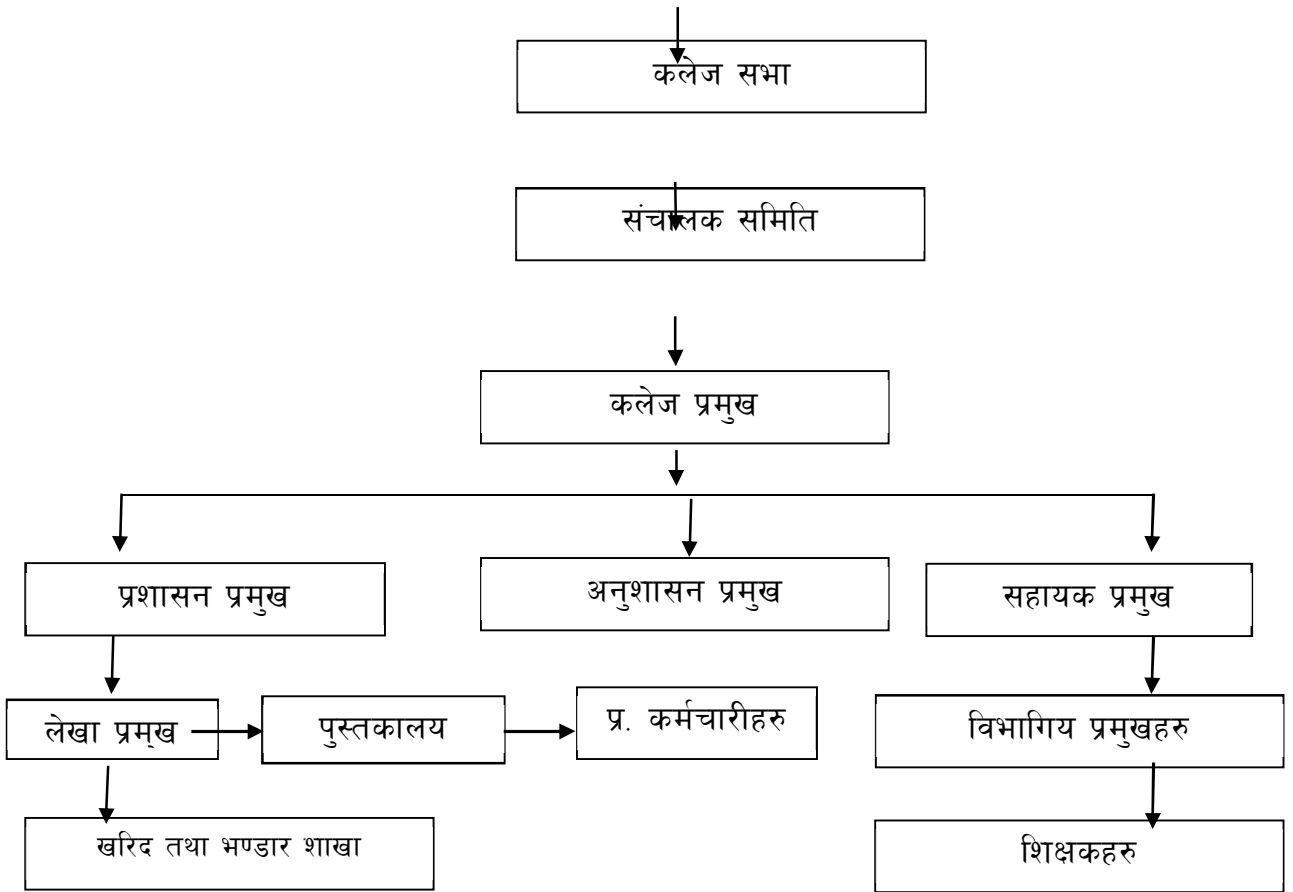 कलेज सभा
संचालक समिति
कलेज प्रमुख
प्रशासन प्रमुख
अनुशासन प्रमुख
सहायक प्रमुख
लेखा प्रमुख
पुस्तकालय
प्र. कर्मचारीहरु
विभागिय प्रमुखहरु
खरिद तथा भण्डार शाखा
शिक्षकहरु